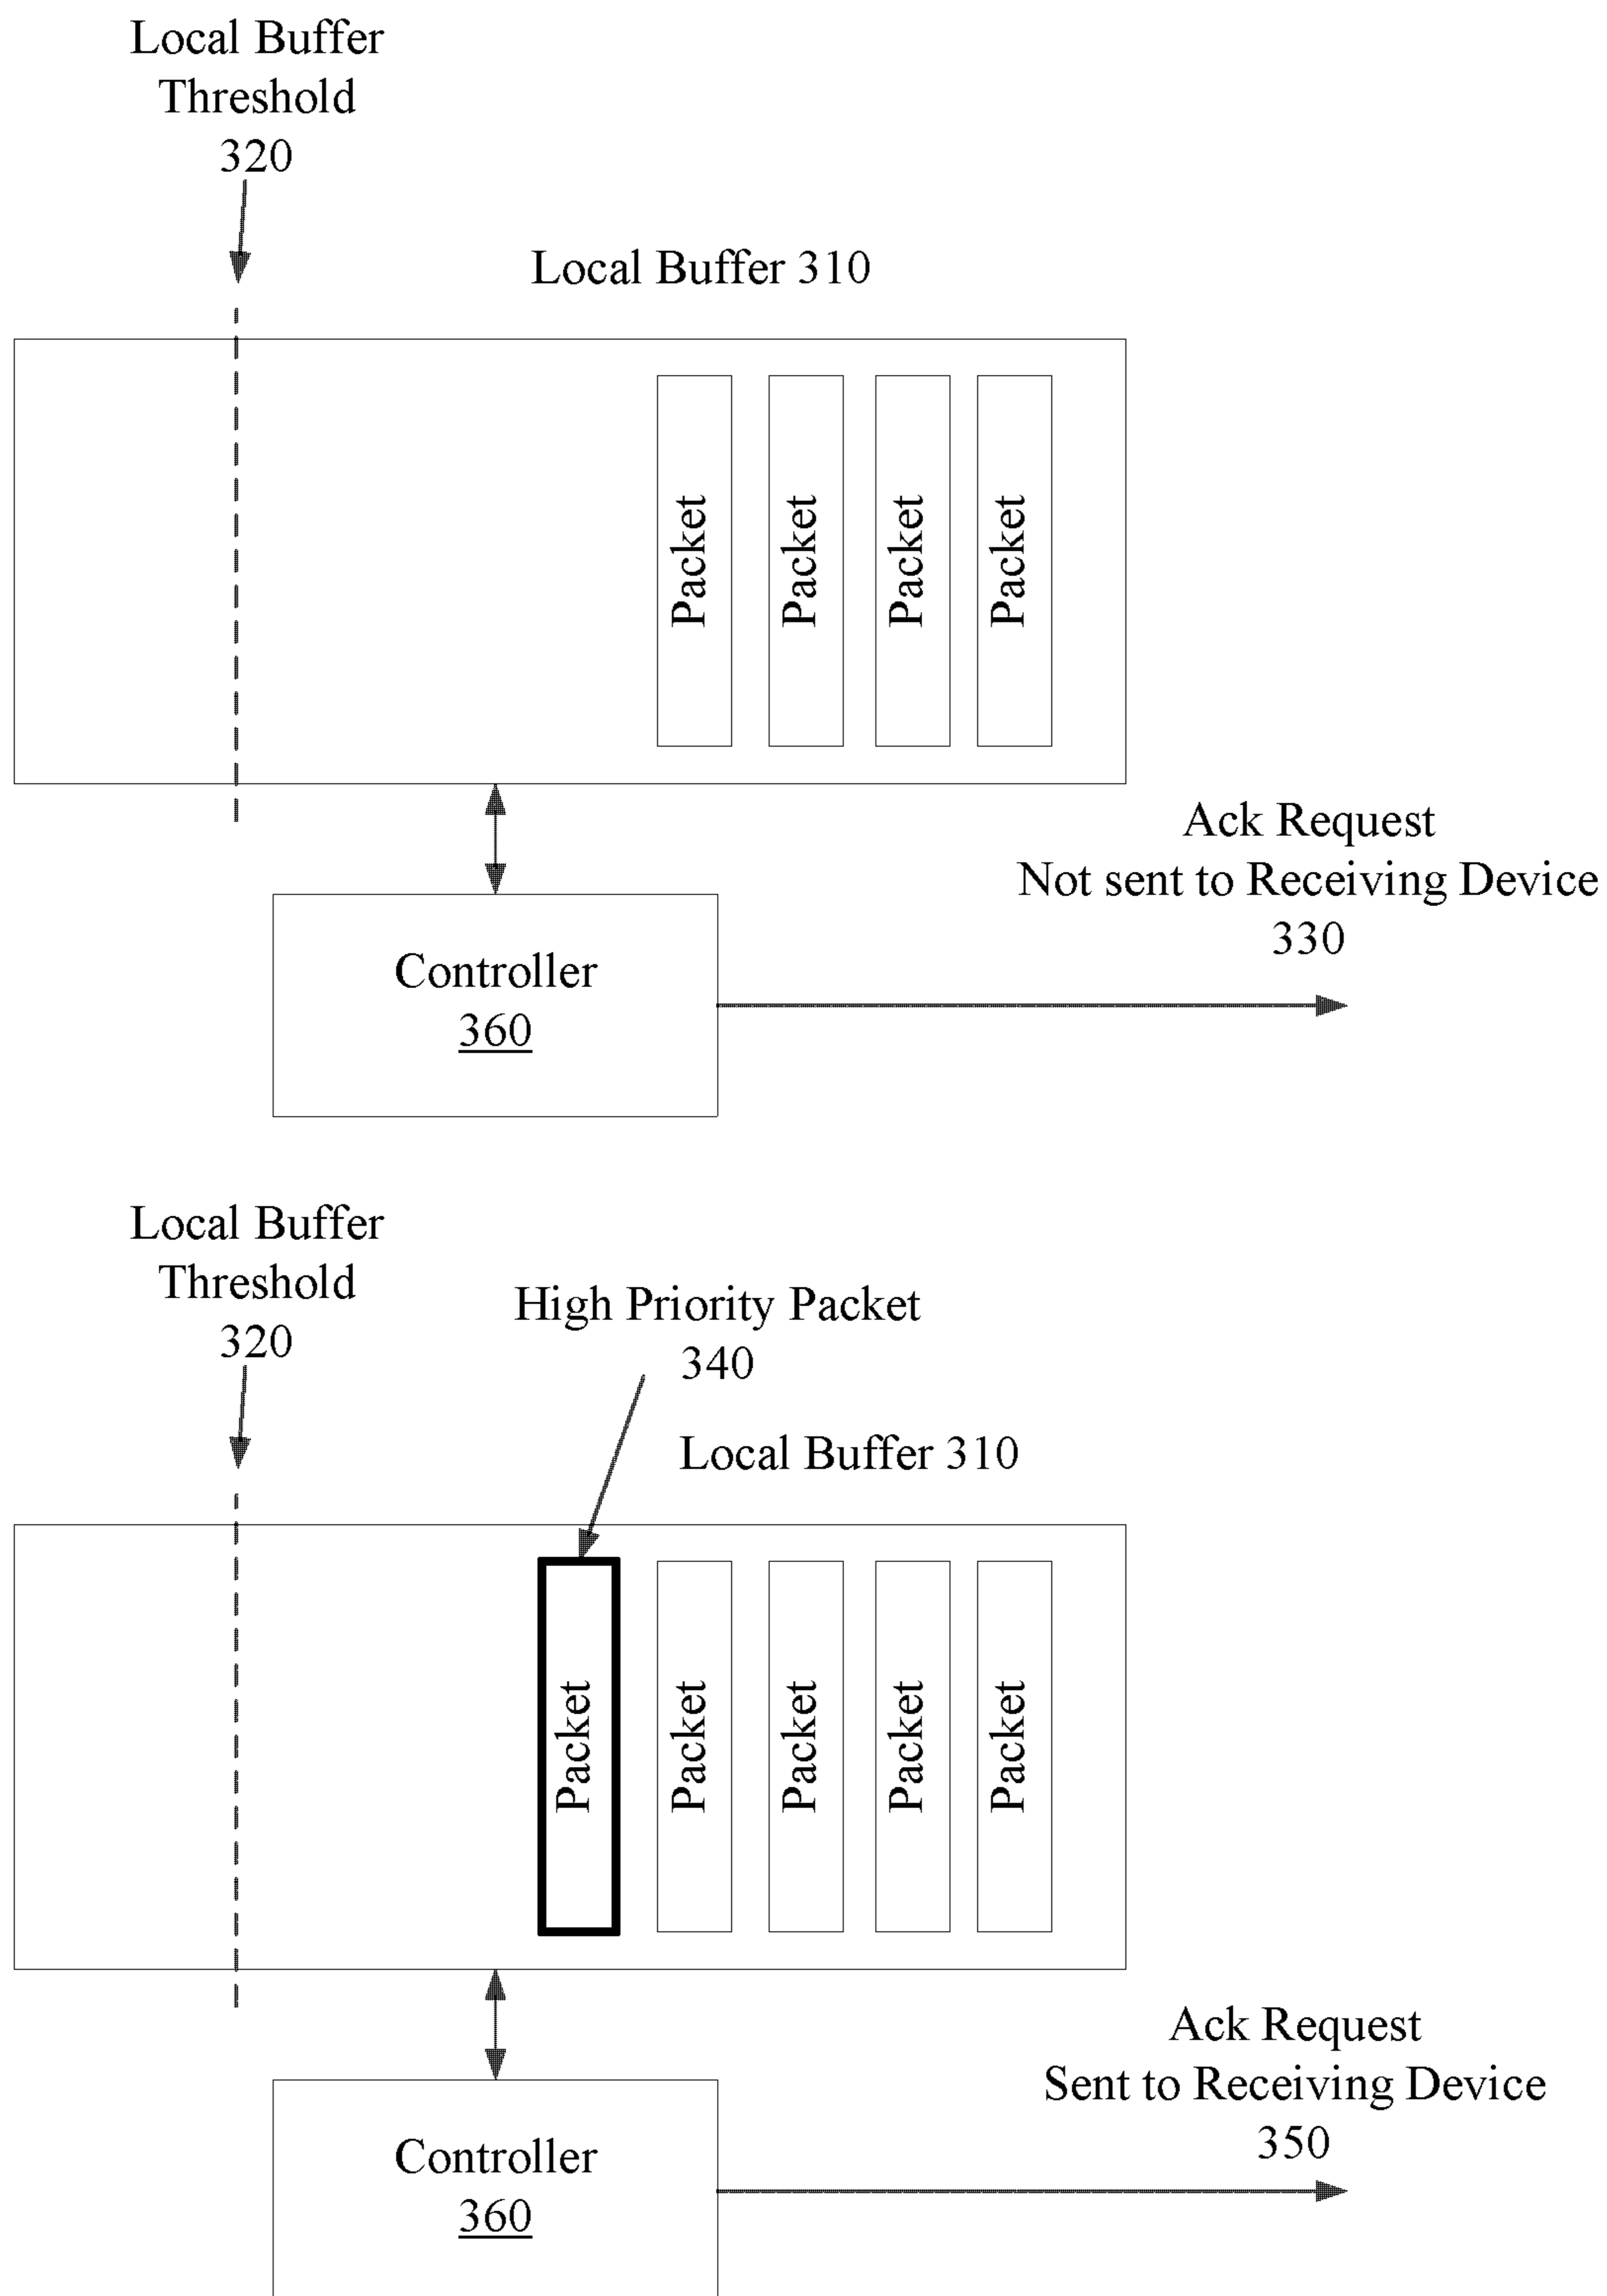 Local Buffer
Threshold
320
Local Buffer 310
Packet
Packet
Packet
Packet
Ack Request
Not sent to Receiving Device
330
Controller
360
Local Buffer
Threshold
320
High Priority Packet
340
Local Buffer 310
Packet
Packet
Packet
Packet
Packet
Ack Request
Sent to Receiving Device
350
Controller
360